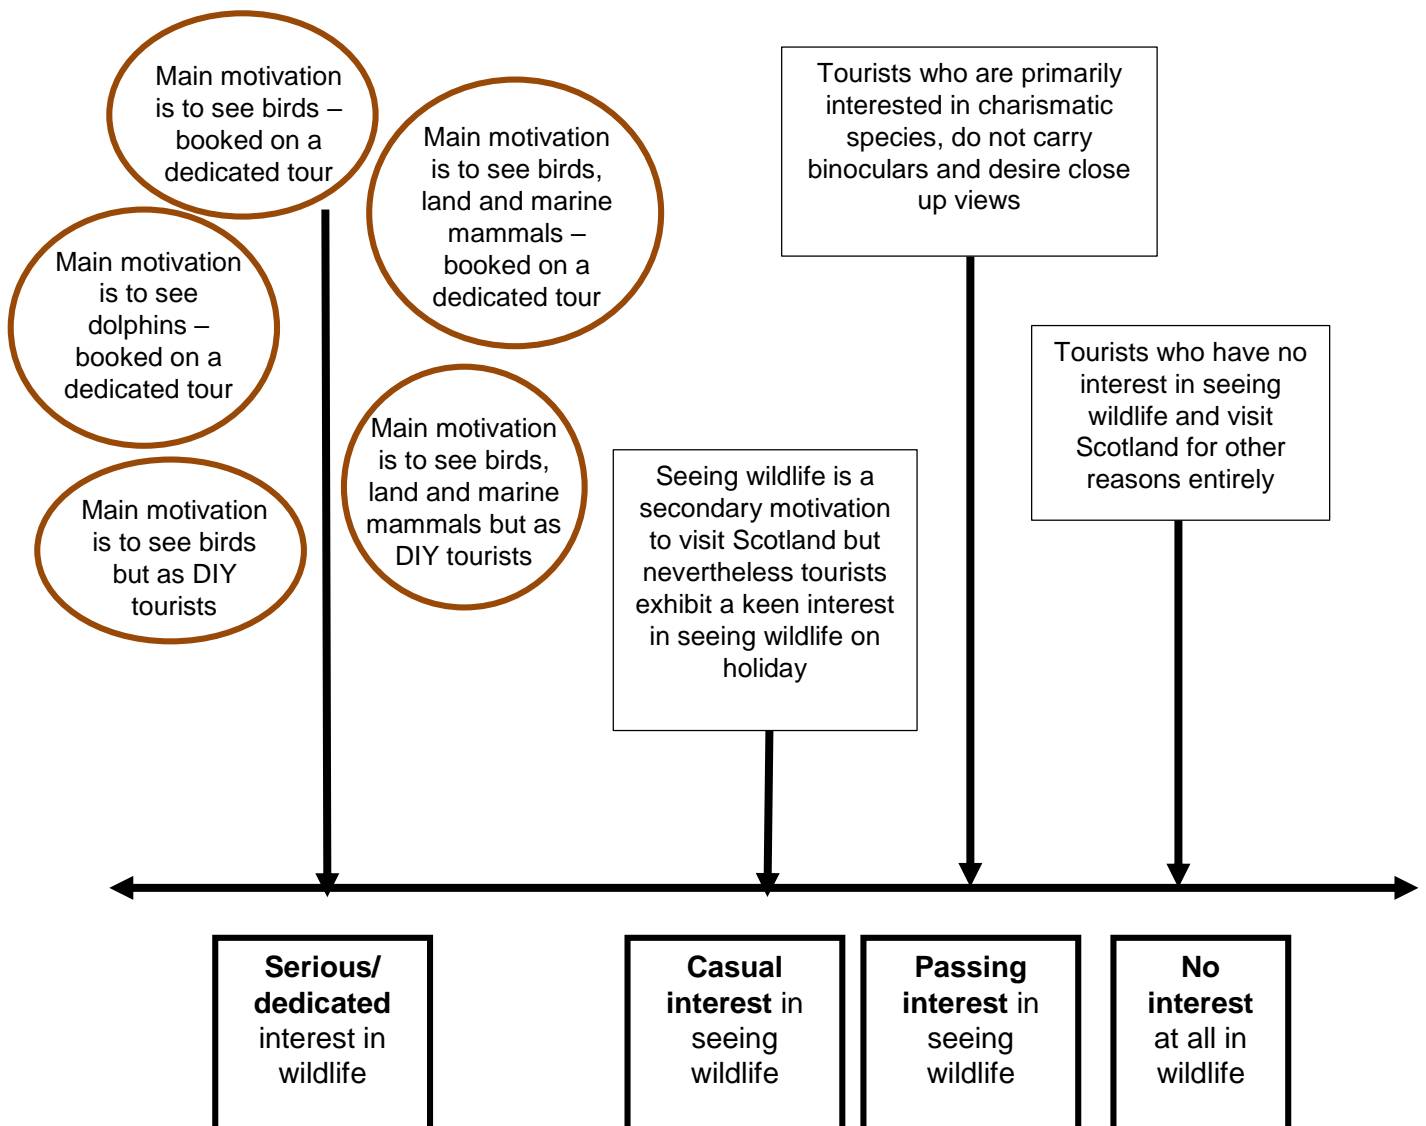 Main motivation
is to see birds –
booked on a
dedicated tour
Main motivation
is to see birds,
land and marine
mammals –
booked on a
dedicated tour
Main motivation
is to see
dolphins –
booked on a
dedicated tour
Main motivation
is to see birds,
land and marine
mammals but as
DIY tourists
Main motivation
is to see birds
but as DIY
tourists
Tourists who are primarily
interested in charismatic
species, do not carry
binoculars and desire close
up views
Tourists who have no
interest in seeing
wildlife and visit
Scotland for other
reasons entirely
Seeing wildlife is a
secondary motivation
to visit Scotland but
nevertheless tourists
exhibit a keen interest
in seeing wildlife on
holiday
Serious/
dedicated
interest in
wildlife
Casual
interest in
seeing
wildlife
Passing
interest in
seeing
wildlife
No
interest
at all in
wildlife